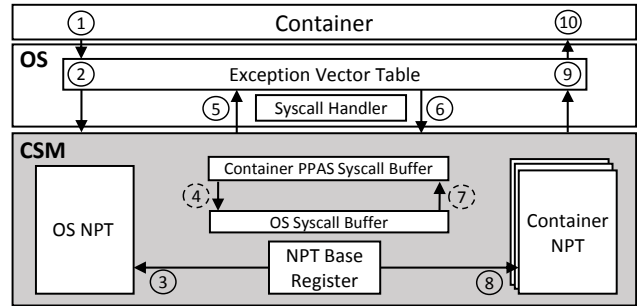 1 Container 10
OS
2 Exception Vector Table 9
5 Syscall Handler 6
CSM
Container PPAS Syscall Buffer
4 7
OS Syscall Buffer
OS NPT
Container
NPT
NPT Base
Register
3 8